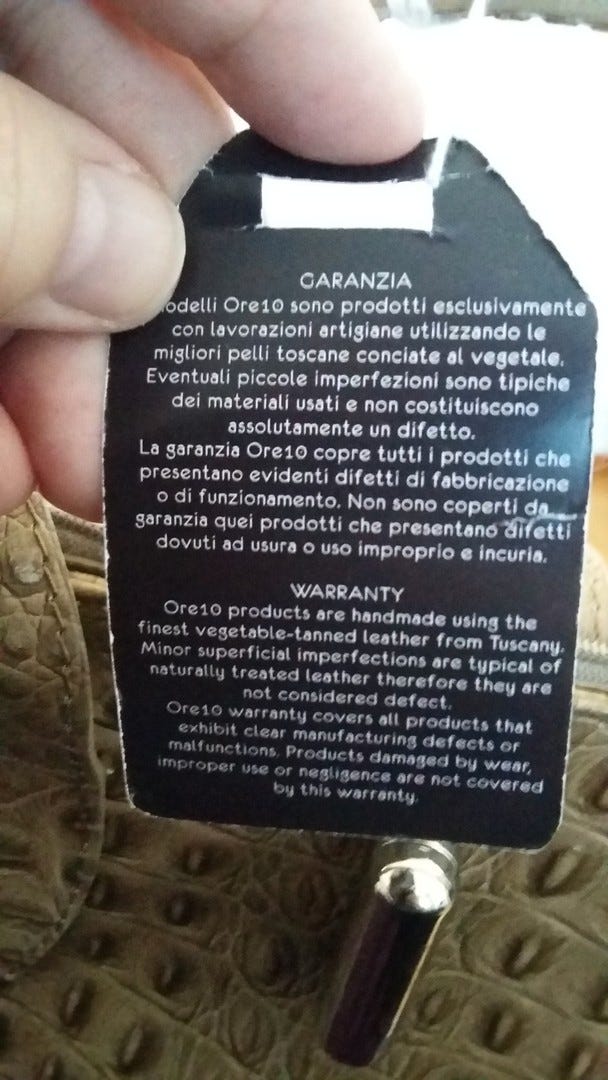 GARANZIA
modelli Ore10 sono prodotti esclusivamente
con lavorazioni artigiane utilizzando le
migliori pelli toscane conciate al vegetale.
Eventuali piccole imperfezioni sono tipiche
dei materiali usati e non costituiscono
assolutamente un difetto.
La garanzia Ore10 copre tutti i prodotti che
presentano evidenti difetti di fabbricazione
o di funzionamento. Non sono coperti da
garanzia quei prodotti che presentano difetti
dovuti ad usura o uso improprio e incuria.
WARRANTY
Ore10 products are handmade using the
finest vegetable-tanned leather from Tuscany.
Minor superficial imperfections are typical of
naturally treated leather therefore they are
not considered defect.
Ore10 warranty covers all products that
exhibit clear manufacturing defects or
malfunctions. Products damaged by wear,
improper use or negligence are not covered
by this warranty.